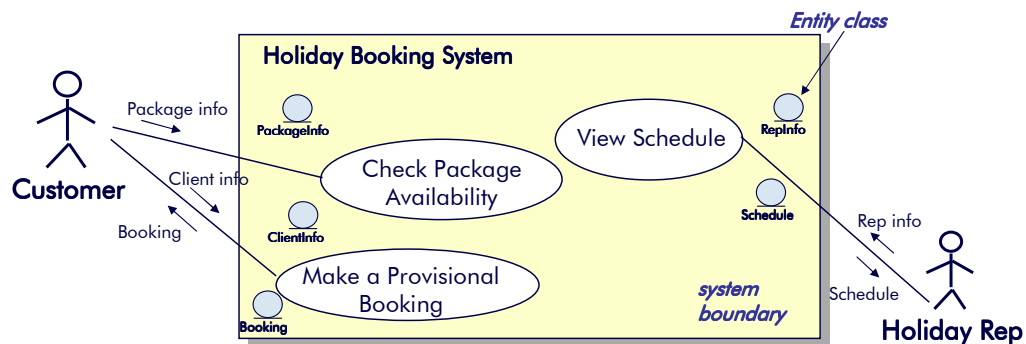 Entity class
Holiday Booking System
Package info
PackageInfo
RepInfo
View Schedule
Check Package
Availability
Customer
Client info
Schedule
ClientInfo
Rep info
Booking
Make a Provisional
Booking
system
boundary
Schedule
Booking
Holiday Rep